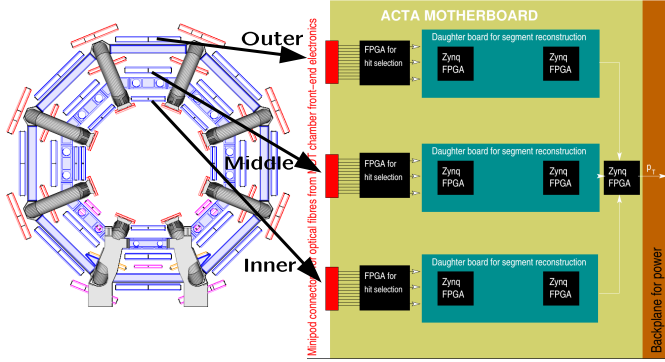 ACTA MOTHERBOARD
Outer
Middle
Inner
Minipod connector for optical fibres from MDT chamber front-end electronics
FPGA for
hit selection
Daughter board for segment reconstruction
Zynq
FPGA
Zynq
FPGA
FPGA for
hit selection
Daughter board for segment reconstruction
Zynq
FPGA
Zynq
FPGA
Zynq
FPGA
pT
FPGA for
hit selection
Daughter board for segment reconstruction
Zynq
FPGA
Zynq
FPGA
Backplane for power